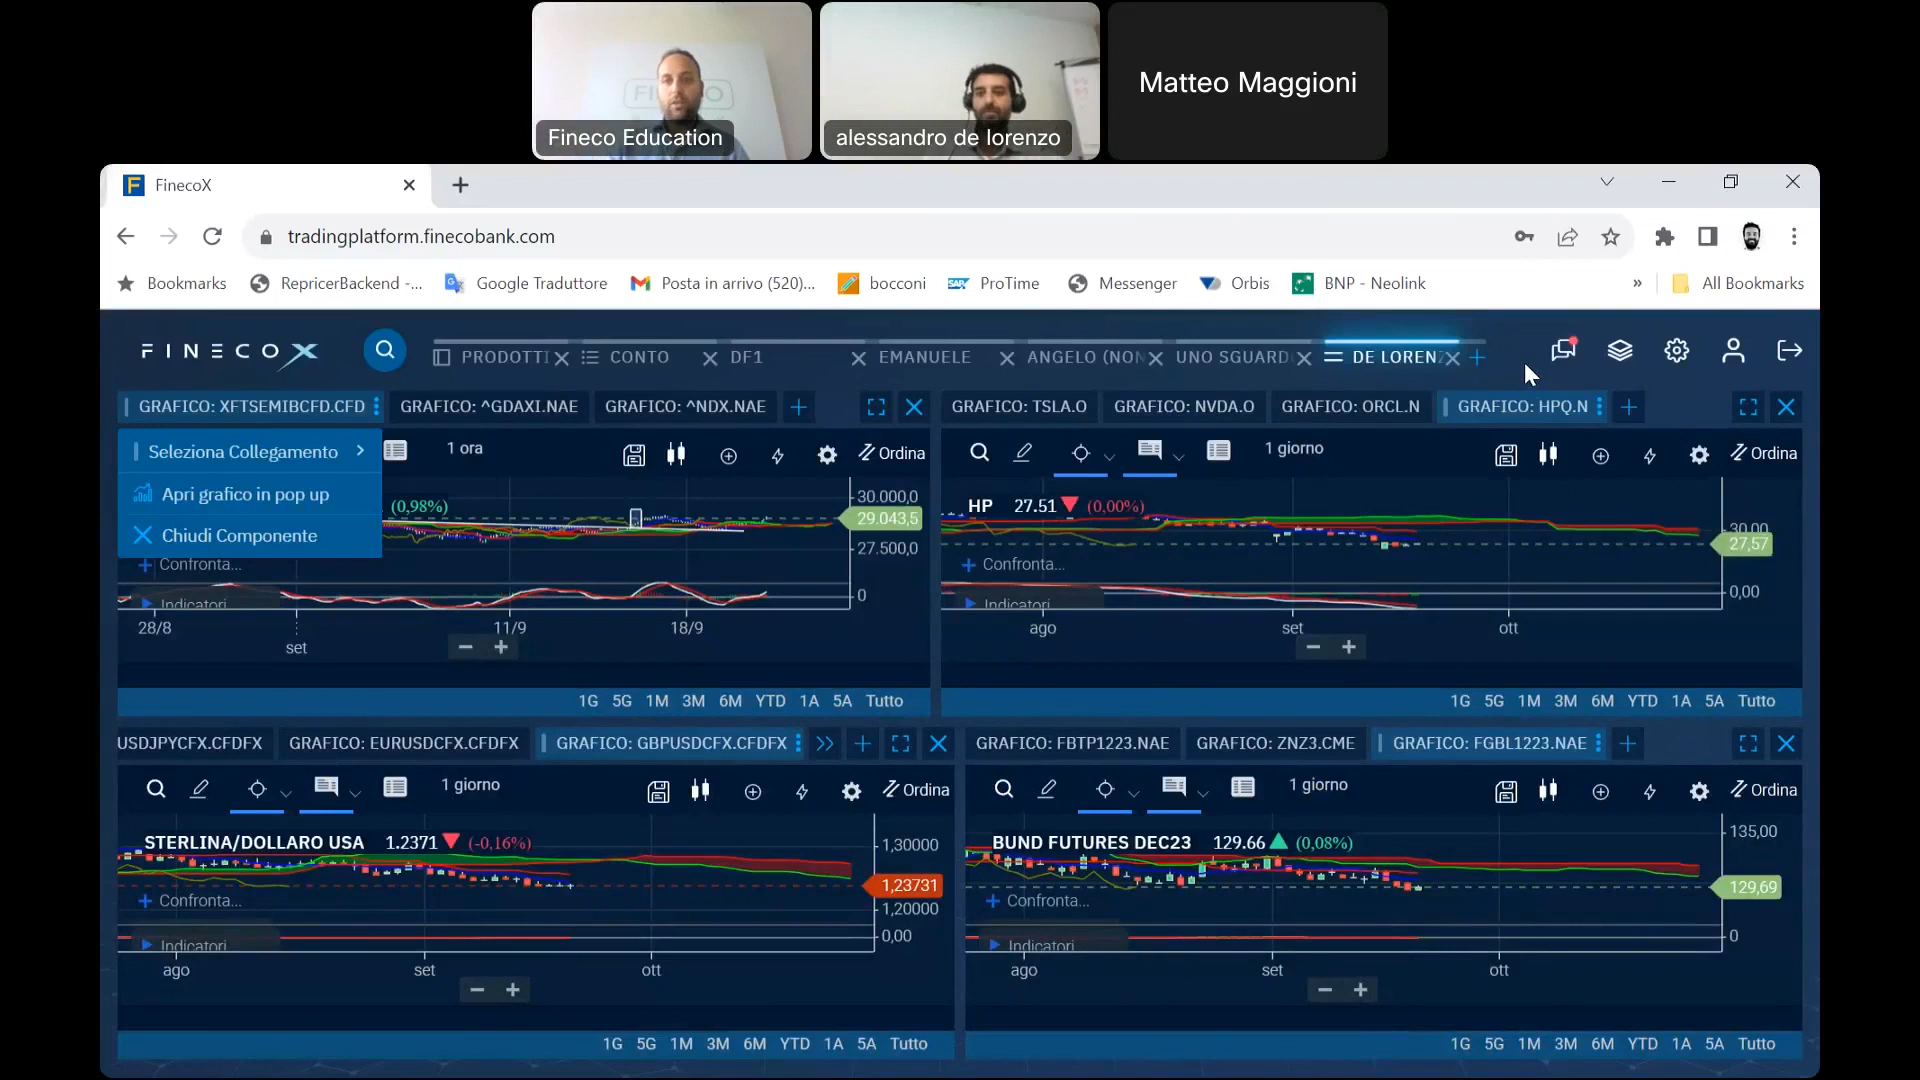 Fineco Education
alessandro de lorenzo
Matteo Maggioni
FinecoX
tradingplatform.finecobank.com
Bookmarks RepricerBackend -... Google Traduttore Posta in arrivo (520)... bocconi ProTime Messenger Orbis BNP - Neolink » All Bookmarks
FINECO X PRODOTTI CONTO DF1 EMANUELE ANGELO (NON UNO SGUARD DE LOREN
GRAFICO: XFTSEMIBCFD.CFD GRAFICO: ^GDAXI.NAE GRAFICO: ^NDX.NAE
Seleziona Collegamento
Apri grafico in pop up
Chiudi Componente
1 ora Ordina
(0,98%)
30.000,0
29.043,5
27.500,0
Confronta...
0
Indicatori
28/8 set 11/9 18/9
1G 5G 1M 3M 6M YTD 1A 5A Tutto
GRAFICO: TSLA.O GRAFICO: NVDA.O GRAFICO: ORCL.N GRAFICO: HPQ.N
1 giorno Ordina
HP 27.51 (0,00%)
30,00
27,57
Confronta...
0,00
Indicatori
ago set ott
1G 5G 1M 3M 6M YTD 1A 5A Tutto
USDJPYCFX.CFDFX GRAFICO: EURUSDCFX.CFDFX GRAFICO: GBPUSDCFX.CFDFX
1 giorno Ordina
STERLINA/DOLLARO USA 1.2371 (-0,16%)
1,30000
1,23731
Confronta...
1,20000
0,00
Indicatori
ago set ott
1G 5G 1M 3M 6M YTD 1A 5A Tutto
GRAFICO: FBTP1223.NAE GRAFICO: ZNZ3.CME GRAFICO: FGBL1223.NAE
1 giorno Ordina
BUND FUTURES DEC23 129.66 (0,08%)
135,00
129,69
Confronta...
0
Indicatori
ago set ott
1G 5G 1M 3M 6M YTD 1A 5A Tutto